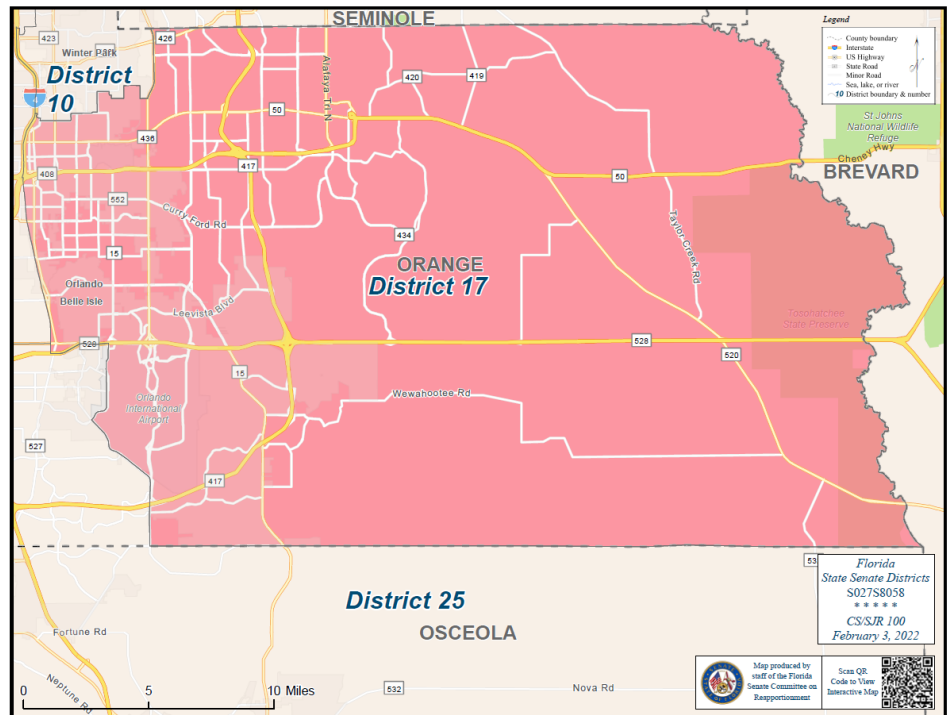 SEMINOLE
423
426
Winter Park
District
10
4
Alafaya Trl N
420
419
50
436
417
408
552
Curry Ford Rd
50
Taylor Creek Rd
434
15
ORANGE
District 17
Orlando
Belle Isle
Leevista Blvd
528
528
520
15
Wewahootee Rd
Orlando
International
Airport
527
417
Legend
County boundary
Interstate
US Highway
State Road
Minor Road
Sea, lake, or river
10 District boundary & number
N
St Johns
National Wildlife
Refuge
Cheney Hwy
BREVARD
Tosohatchee
State Preserve
53
District 25
OSCEOLA
Fortune Rd
Neptune Rd
532
Nova Rd
0 5 10 Miles
Florida
State Senate Districts
S027S8058
* * * * *
CS/SJR 100
February 3, 2022
Map produced by
staff of the Florida
Senate Committee on
Reapportionment
Scan QR
Code to View
Interactive Map